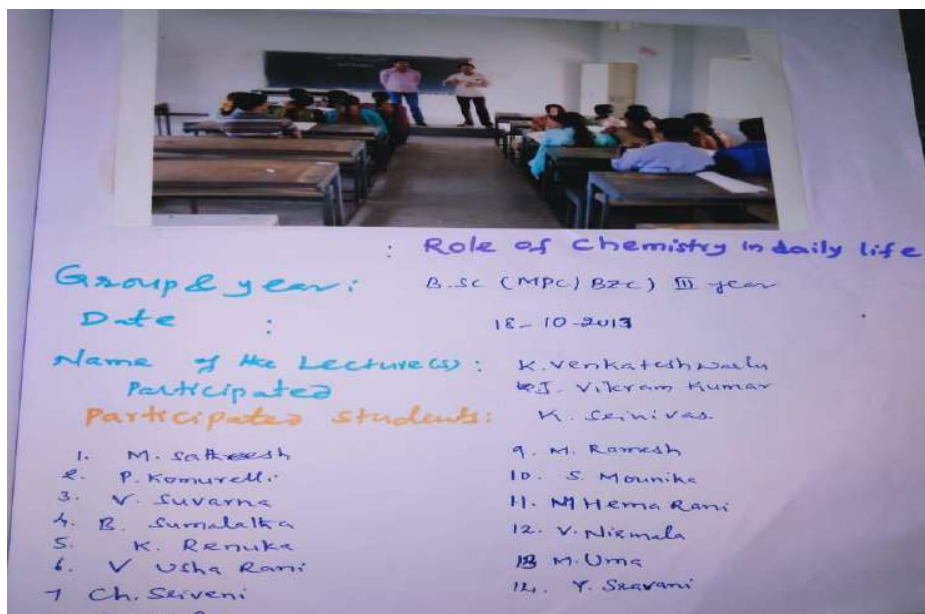 : Role of Chemistry in daily life
Group & year: B.Sc (MPC/BZC) III year
Date : 18-10-2013
Name of the Lecture(s): K. Venkateshwarlu
Participated J. Vikram Kumar
Participated Students: K. Srinivas.
1. M. Satheesh
2. P. Komurelli
3. V. Suvarna
4. B. Sumalatha
5. K. Renuka
6. V Usha Rani
7 Ch. Sriveni
9. M. Ramesh
10. S. Mounika
11. M Hema Rani
12. V. Nirmala
13 M. Uma
14. Y. Sravani